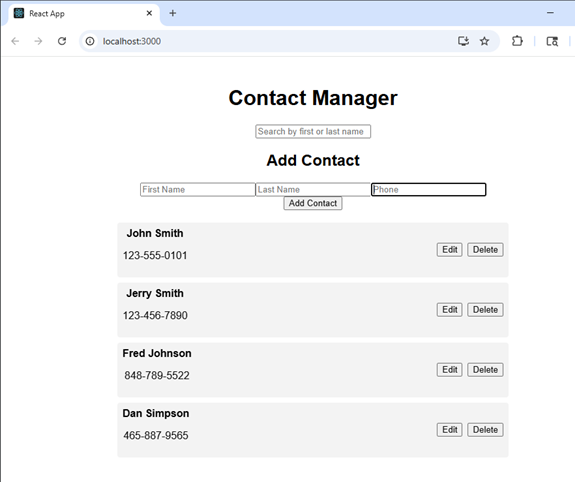 React App
localhost:3000
Contact Manager
Search by first or last name
Add Contact
First Name Last Name Phone
Add Contact
John Smith
123-555-0101
Edit Delete
Jerry Smith
123-456-7890
Edit Delete
Fred Johnson
848-789-5522
Edit Delete
Dan Simpson
465-887-9565
Edit Delete